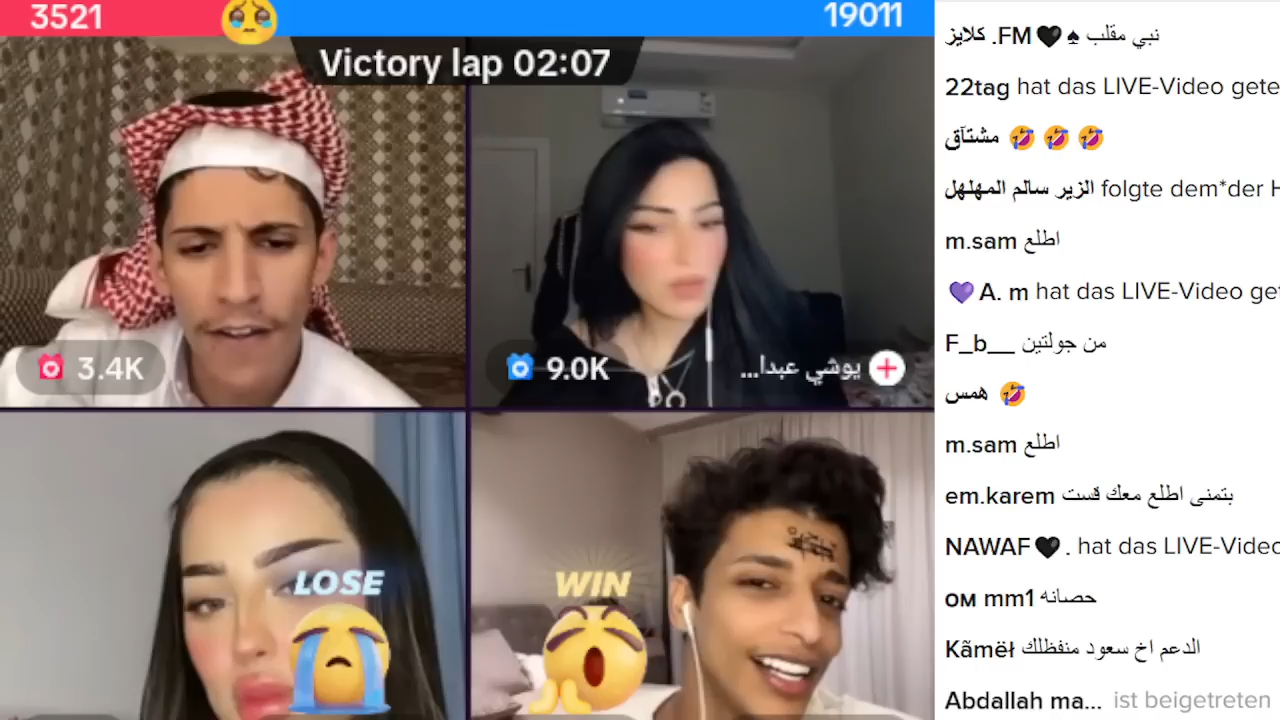 3521
19011
Victory lap 02:07
3.4K
9.0K
يوشي عبدا...
LOSE
WIN
كلايز .FM🖤♠ نبي مقلب
22tag hat das LIVE-Video gete
مشتآق 🤣🤣🤣
الزير سالم المهلهل folgte dem*der H
m.sam اطلع
💜A. m hat das LIVE-Video get
F_b__ من جولتين
همس 🤣
m.sam اطلع
em.karem بتمنى اطلع معك قست
NAWAF🖤. hat das LIVE-Video
ом mm1 حصانه
Kãmëł الدعم اخ سعود منفظلك
Abdallah ma... ist beigetreten